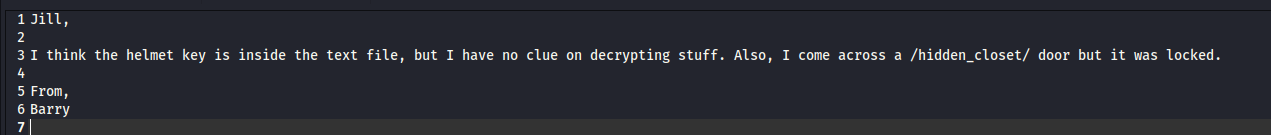 1 Jill,
2
3 I think the helmet key is inside the text file, but I have no clue on decrypting stuff. Also, I come across a /hidden_closet/ door but it was locked.
4
5 From,
6 Barry
7